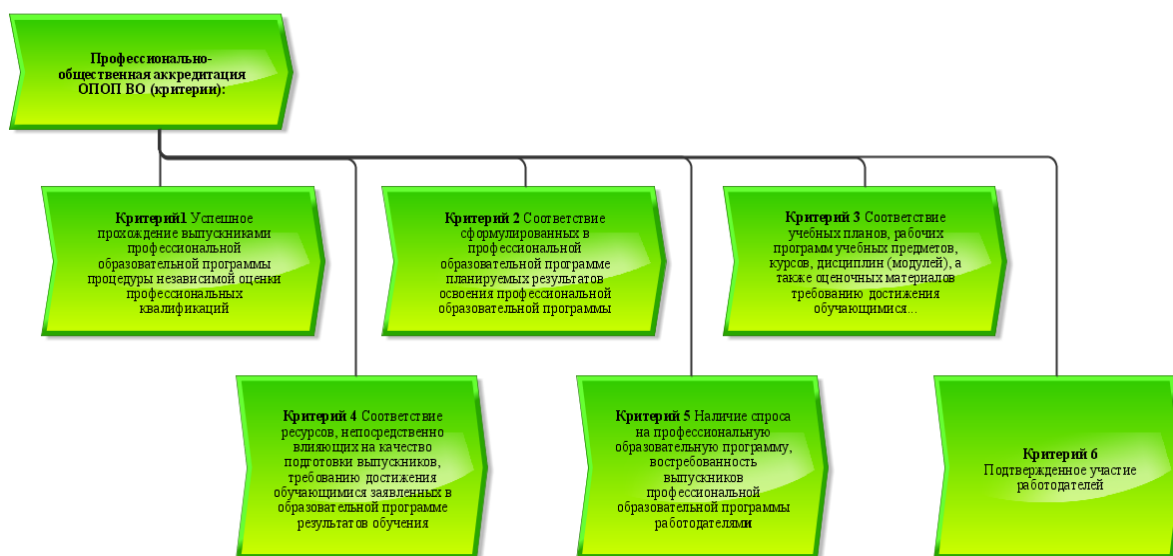 Профессионально-
общественная аккредитация
ОПОП ВО (критерии):
Критерий1 Успешное
прохождение выпускниками
профессиональной
образовательной программы
процедуры независимой оценки
профессиональных
квалификаций
Критерий 2 Соответствие
сформулированных в
профессиональной
образовательной программе
планируемых результатов
освоения профессиональной
образовательной программы
Критерий 3 Соответствие
учебных планов, рабочих
программ учебных предметов,
курсов, дисциплин (модулей), а
также оценочных материалов
требованию достижения
обучающимися...
Критерий 4 Соответствие
ресурсов, непосредственно
влияющих на качество
подготовки выпускников,
требованию достижения
обучающимися заявленных в
образовательной программе
результатов обучения
Критерий 5 Наличие спроса
на профессиональную
образовательную программу,
востребованность
выпускников
профессиональной
образовательной программы
работодателями
Критерий 6
Подтвержденное участие
работодателей